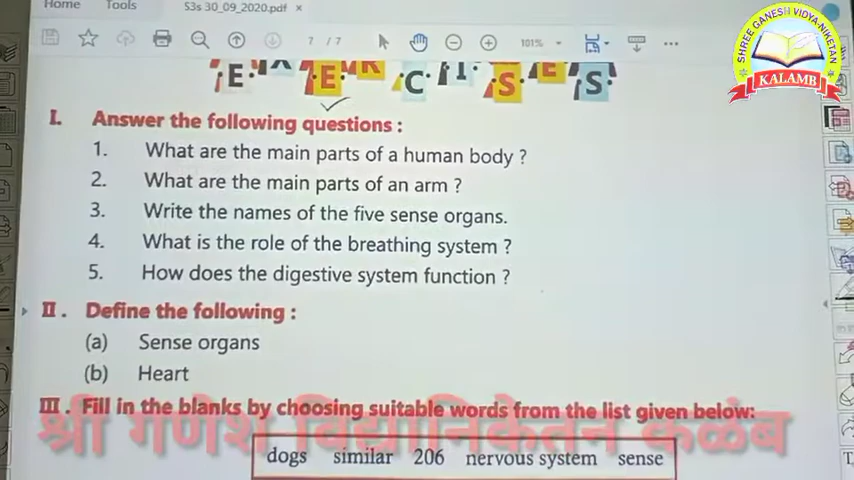 Home Tools S3s 30_09_2020.pdf ×
7 / 7 101%
SHREE GANESH VIDYA-NIKETAN
KALAMB
E E C I S E S
I. Answer the following questions :
1. What are the main parts of a human body ?
2. What are the main parts of an arm ?
3. Write the names of the five sense organs.
4. What is the role of the breathing system ?
5. How does the digestive system function ?
II . Define the following :
(a) Sense organs
(b) Heart
III . Fill in the blanks by choosing suitable words from the list given below:
श्री गणेश विद्यानिकेतन कळंब
dogs similar 206 nervous system sense